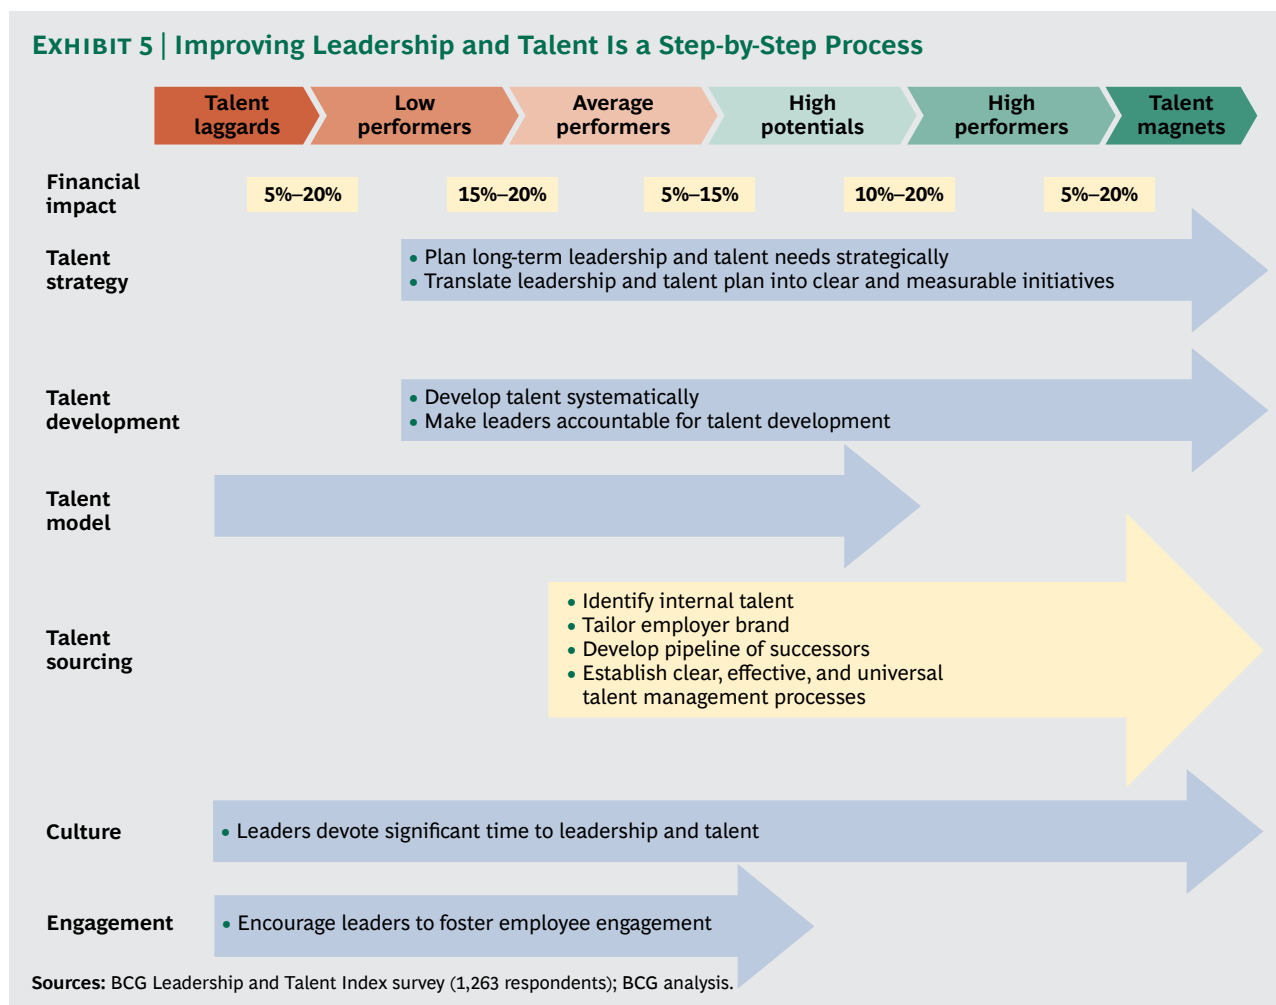 EXHIBIT 5 | Improving Leadership and Talent Is a Step-by-Step Process
Talent
laggards
Low
performers
Average
performers
High
potentials
High
performers
Talent
magnets
Financial
impact
5%–20%
15%–20%
5%–15%
10%–20%
5%–20%
Talent
strategy
• Plan long-term leadership and talent needs strategically
• Translate leadership and talent plan into clear and measurable initiatives
Talent
development
• Develop talent systematically
• Make leaders accountable for talent development
Talent
model
Talent
sourcing
• Identify internal talent
• Tailor employer brand
• Develop pipeline of successors
• Establish clear, effective, and universal
talent management processes
Culture
• Leaders devote significant time to leadership and talent
Engagement
• Encourage leaders to foster employee engagement
Sources: BCG Leadership and Talent Index survey (1,263 respondents); BCG analysis.